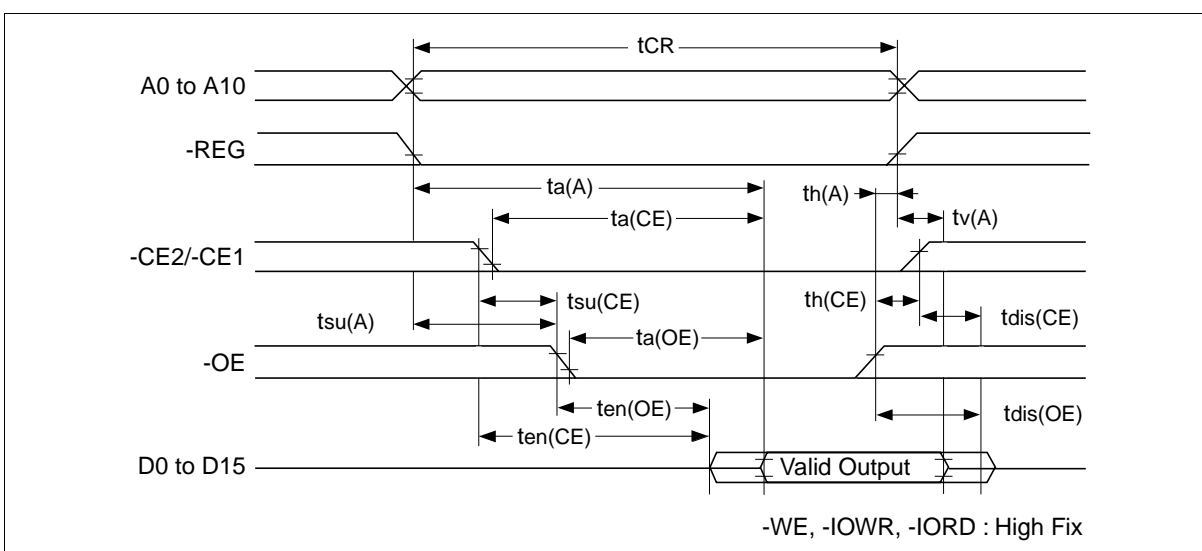 tCR
A0 to A10
-REG
ta(A)
th(A)
ta(CE)
tv(A)
-CE2/-CE1
tsu(CE)
th(CE)
tsu(A)
tdis(CE)
ta(OE)
-OE
ten(OE)
tdis(OE)
ten(CE)
D0 to D15
Valid Output
-WE, -IOWR, -IORD : High Fix